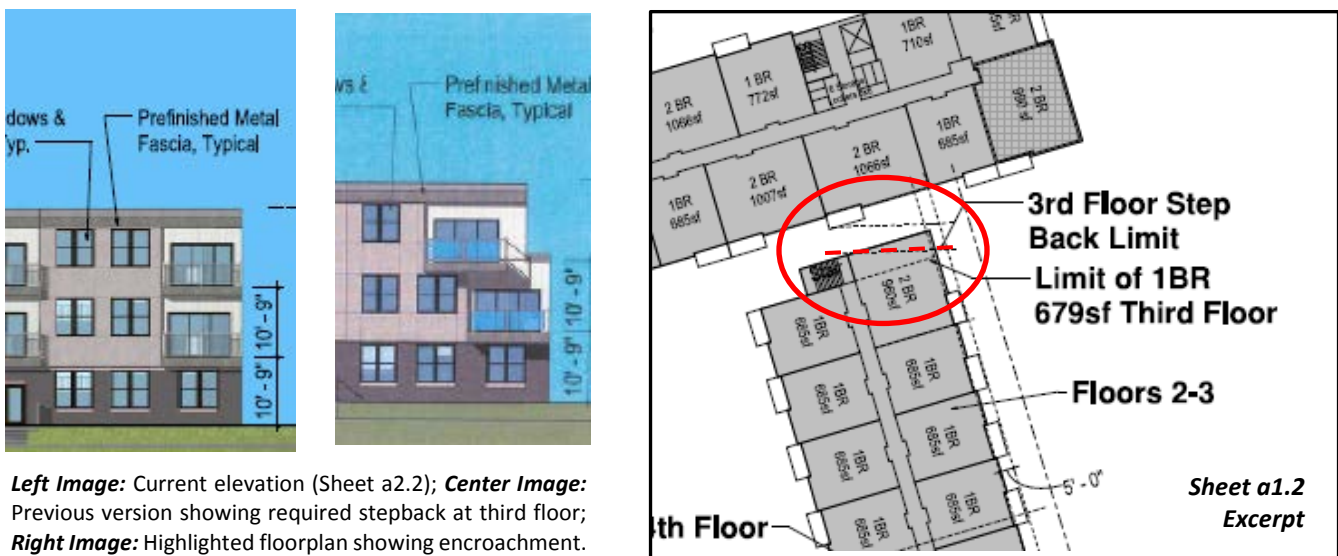 dows &
yp.
Prefinished Metal
Fascia, Typical
10' - 9"
10' - 9"
ws &
Prefinished Metal
Fascia, Typical
10' - 9"
10' - 9"
Left Image: Current elevation (Sheet a2.2); Center Image:
Previous version showing required stepback at third floor;
Right Image: Highlighted floorplan showing encroachment.
2 BR
1066sf
1 BR
772sf
1BR
710sf
5sf
2 BR
1BR
685sf
2 BR
1007sf
2 BR
1066sf
1BR
685sf
3rd Floor Step
Back Limit
Limit of 1BR
679sf Third Floor
2 BR
960sf
1BR
685sf
1BR
685sf
1BR
685sf
1BR
685sf
1BR
685sf
1BR
685sf
1BR
685sf
Floors 2-3
5' - 0"
th Floor
Sheet a1.2
Excerpt